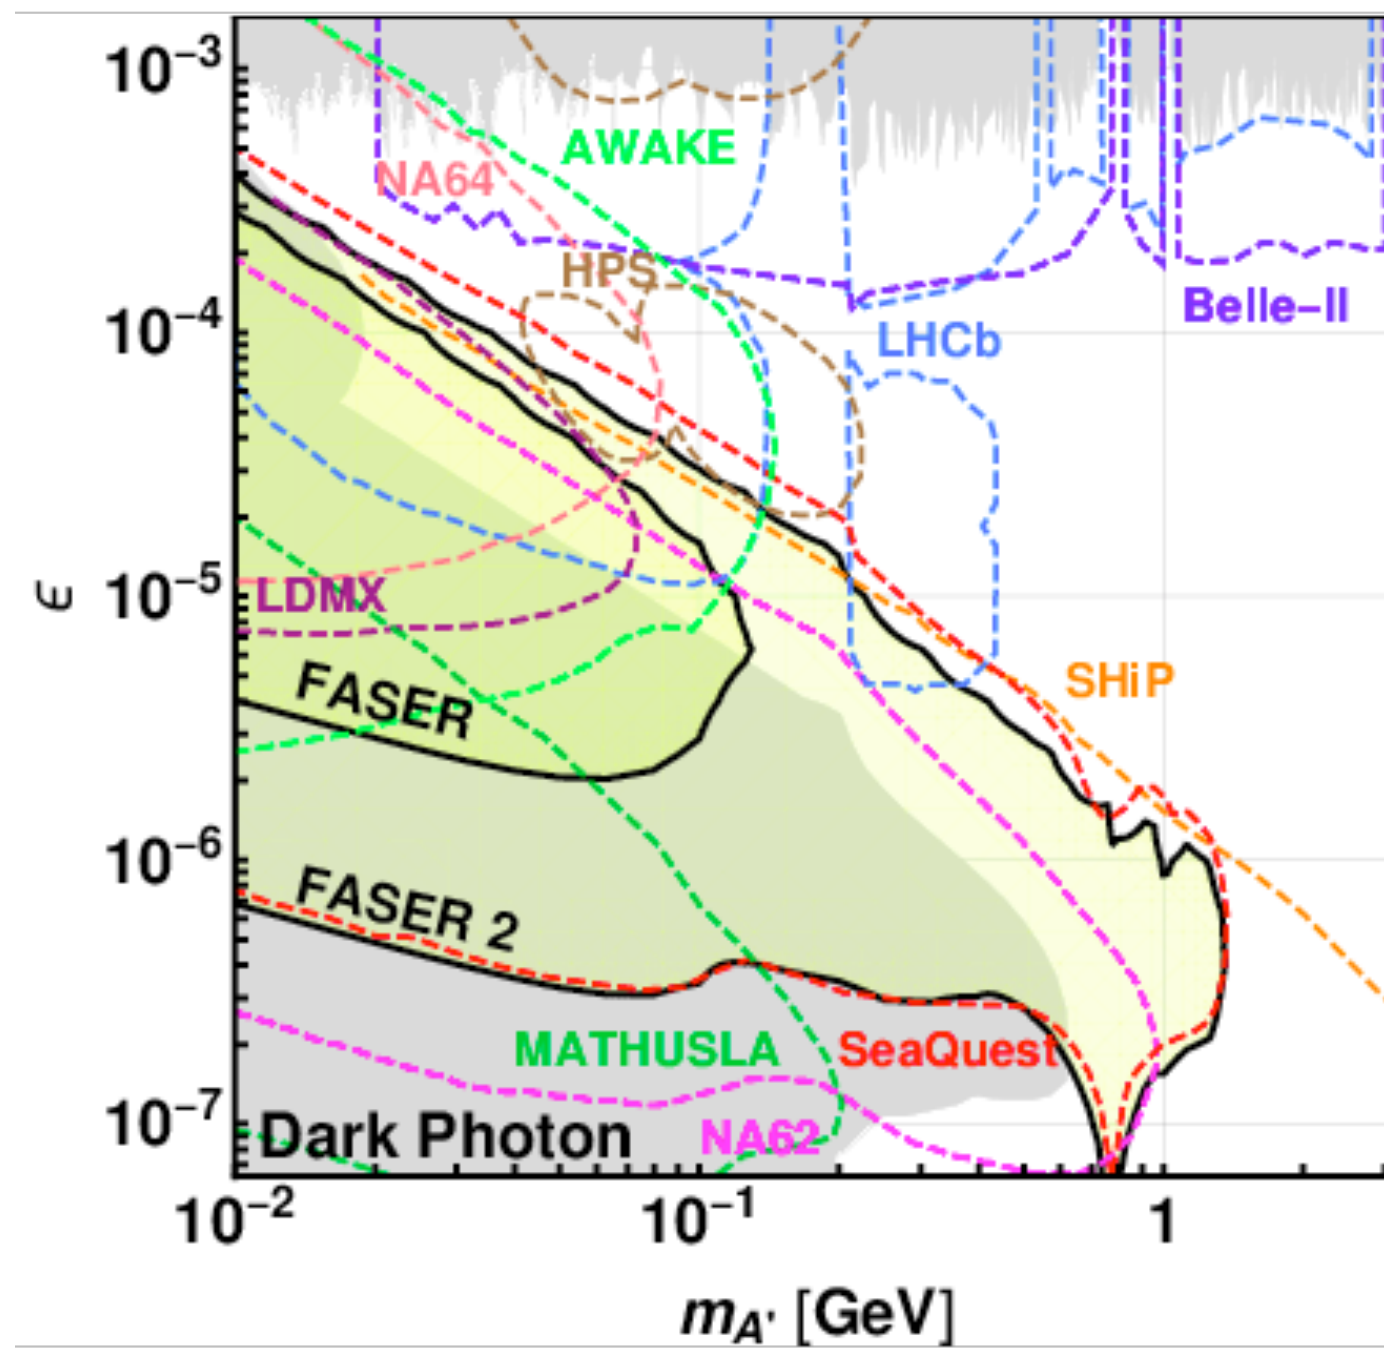 10⁻³
AWAKE
NA64
HPS
Belle-II
10⁻⁴
LHCb
ϵ
10⁻⁵
LDMX
FASER
SHiP
10⁻⁶
FASER 2
MATHUSLA
SeaQuest
10⁻⁷
Dark Photon
NA62
10⁻² 10⁻¹ 1
m_A' [GeV]